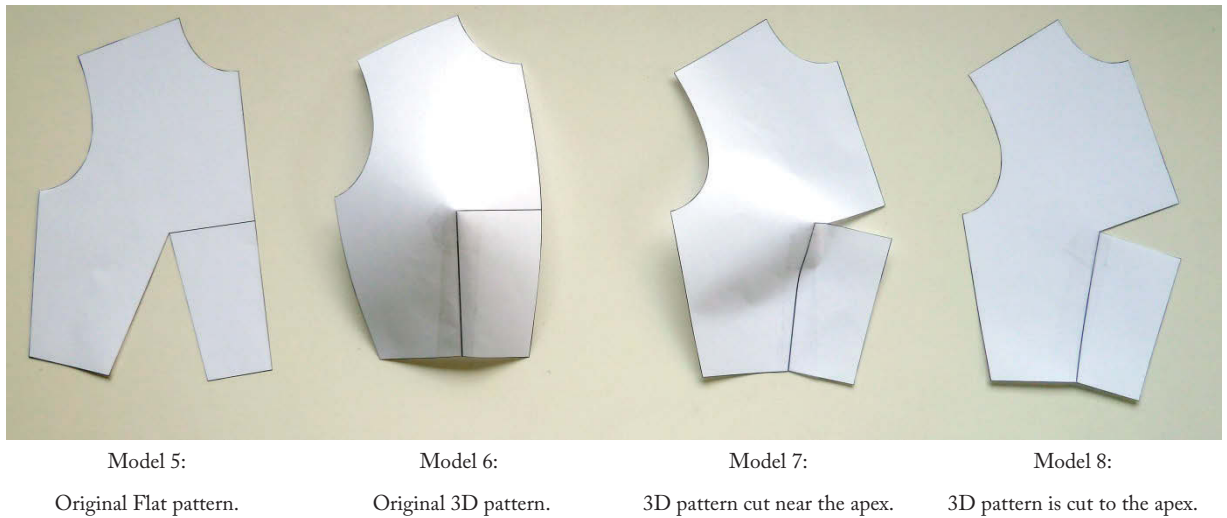 Model 5:
Original Flat pattern.
Model 6:
Original 3D pattern.
Model 7:
3D pattern cut near the apex.
Model 8:
3D pattern is cut to the apex.